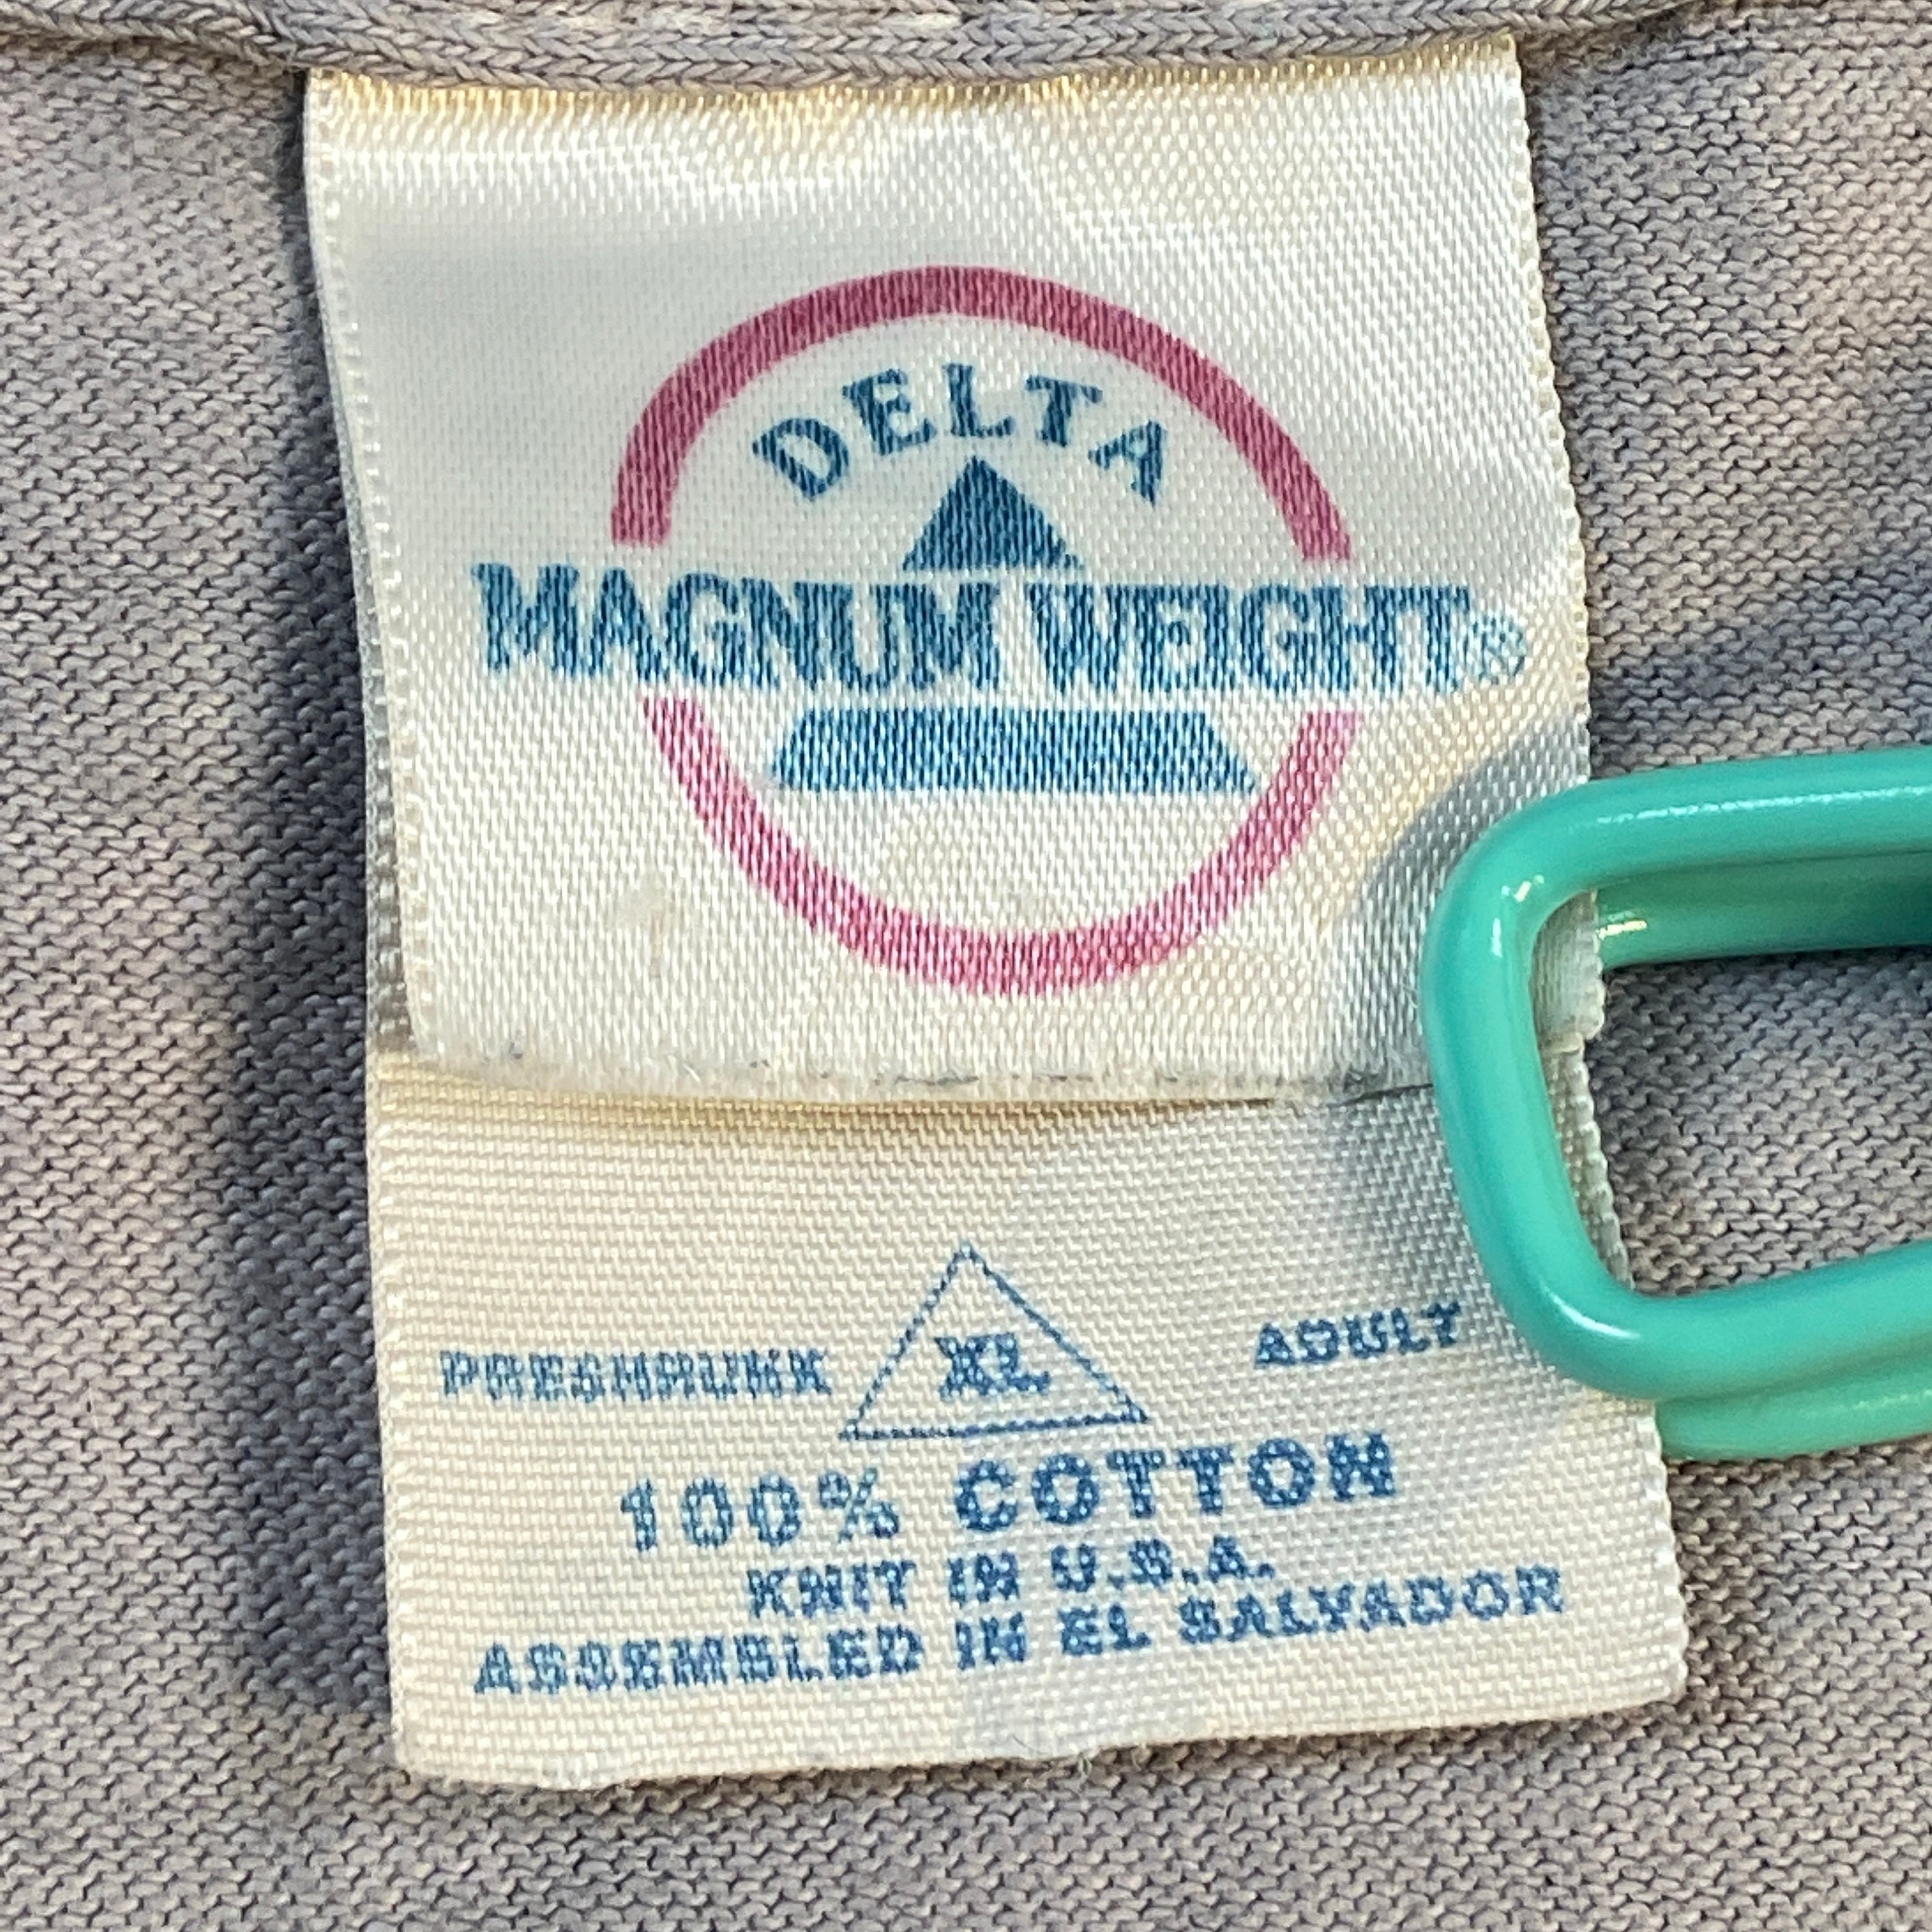 DELTA
MAGNUM WEIGHT®
PRESHRUNK XL ADULT
100% COTTON
KNIT IN U.S.A.
ASSEMBLED IN EL SALVADOR